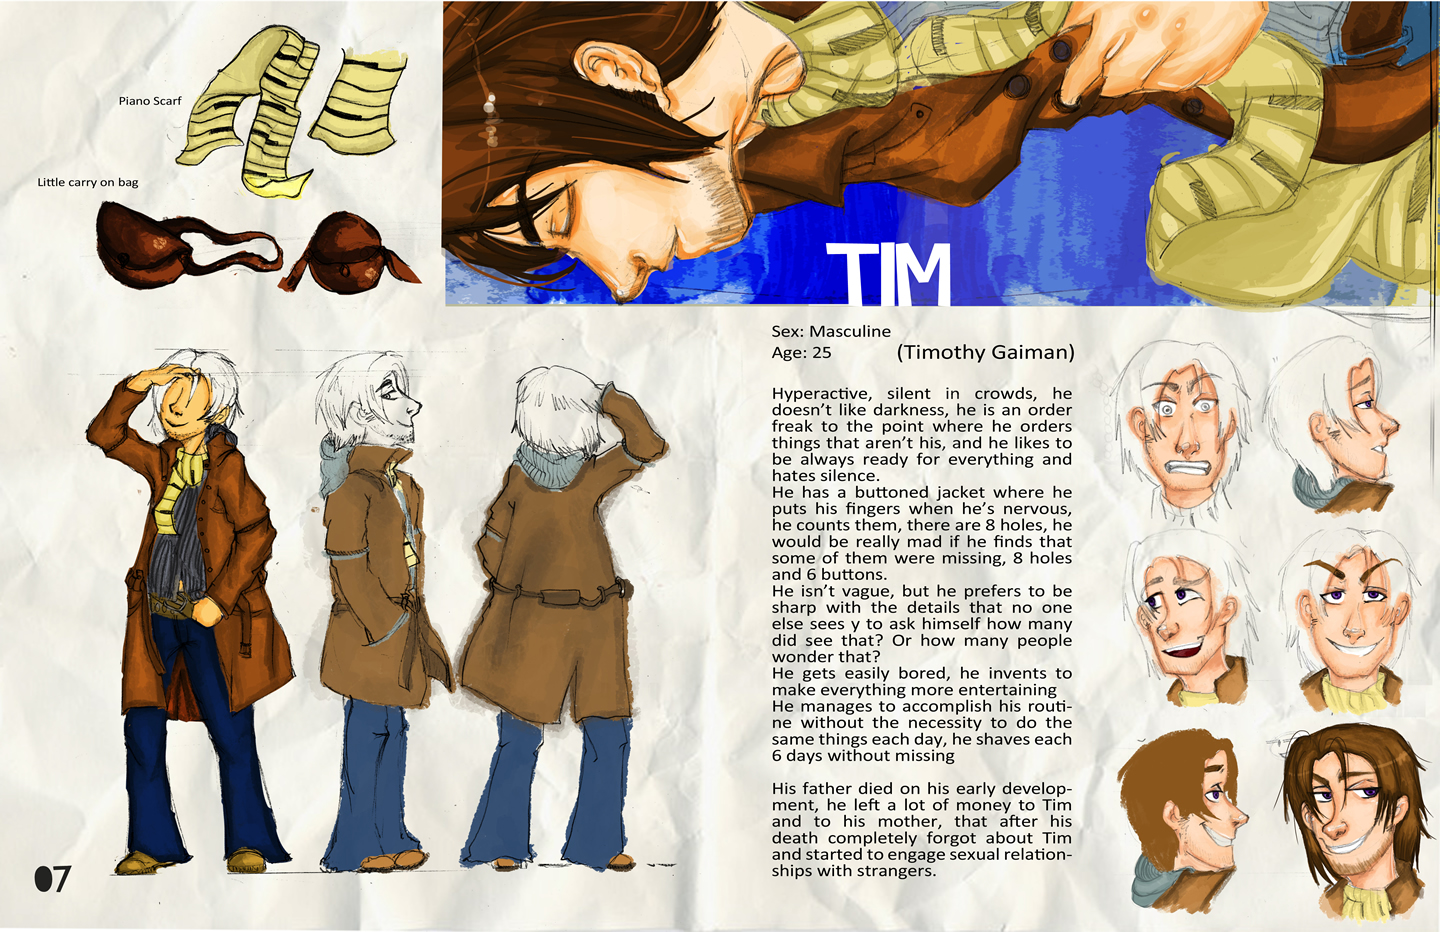 Piano Scarf
Little carry on bag
TIM
Sex: Masculine
Age: 25
(Timothy Gaiman)
Hyperactive, silent in crowds, he
doesn't like darkness, he is an order
freak to the point where he orders
things that aren't his, and he likes to
be always ready for everything and
hates silence.
He has a buttoned jacket where he
puts his fingers when he's nervous,
he counts them, there are 8 holes, he
would be really mad if he finds that
some of them were missing, 8 holes
and 6 buttons.
He isn't vague, but he prefers to be
sharp with the details that no one
else sees y to ask himself how many
did see that? Or how many people
wonder that?
He gets easily bored, he invents to
make everything more entertaining
He manages to accomplish his routi-
ne without the necessity to do the
same things each day, he shaves each
6 days without missing
His father died on his early develop-
ment, he left a lot of money to Tim
and to his mother, that after his
death completely forgot about Tim
and started to engage sexual relation-
ships with strangers.
07